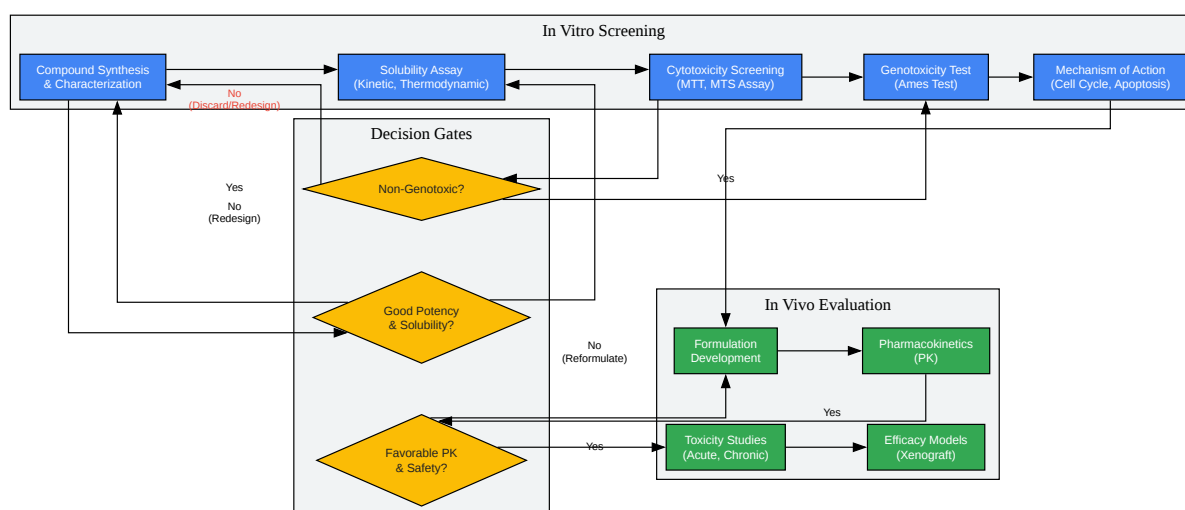 In Vitro Screening
Compound Synthesis
& Characterization
Solubility Assay
(Kinetic, Thermodynamic)
Cytotoxicity Screening
(MTT, MTS Assay)
Genotoxicity Test
(Ames Test)
Mechanism of Action
(Cell Cycle, Apoptosis)
No
(Discard/Redesign)
Decision Gates
Non-Genotoxic?
Yes
Yes
No
(Redesign)
Good Potency
& Solubility?
In Vivo Evaluation
Formulation
Development
Pharmacokinetics
(PK)
No
(Reformulate)
Yes
Favorable PK
& Safety?
Yes
Toxicity Studies
(Acute, Chronic)
Efficacy Models
(Xenograft)